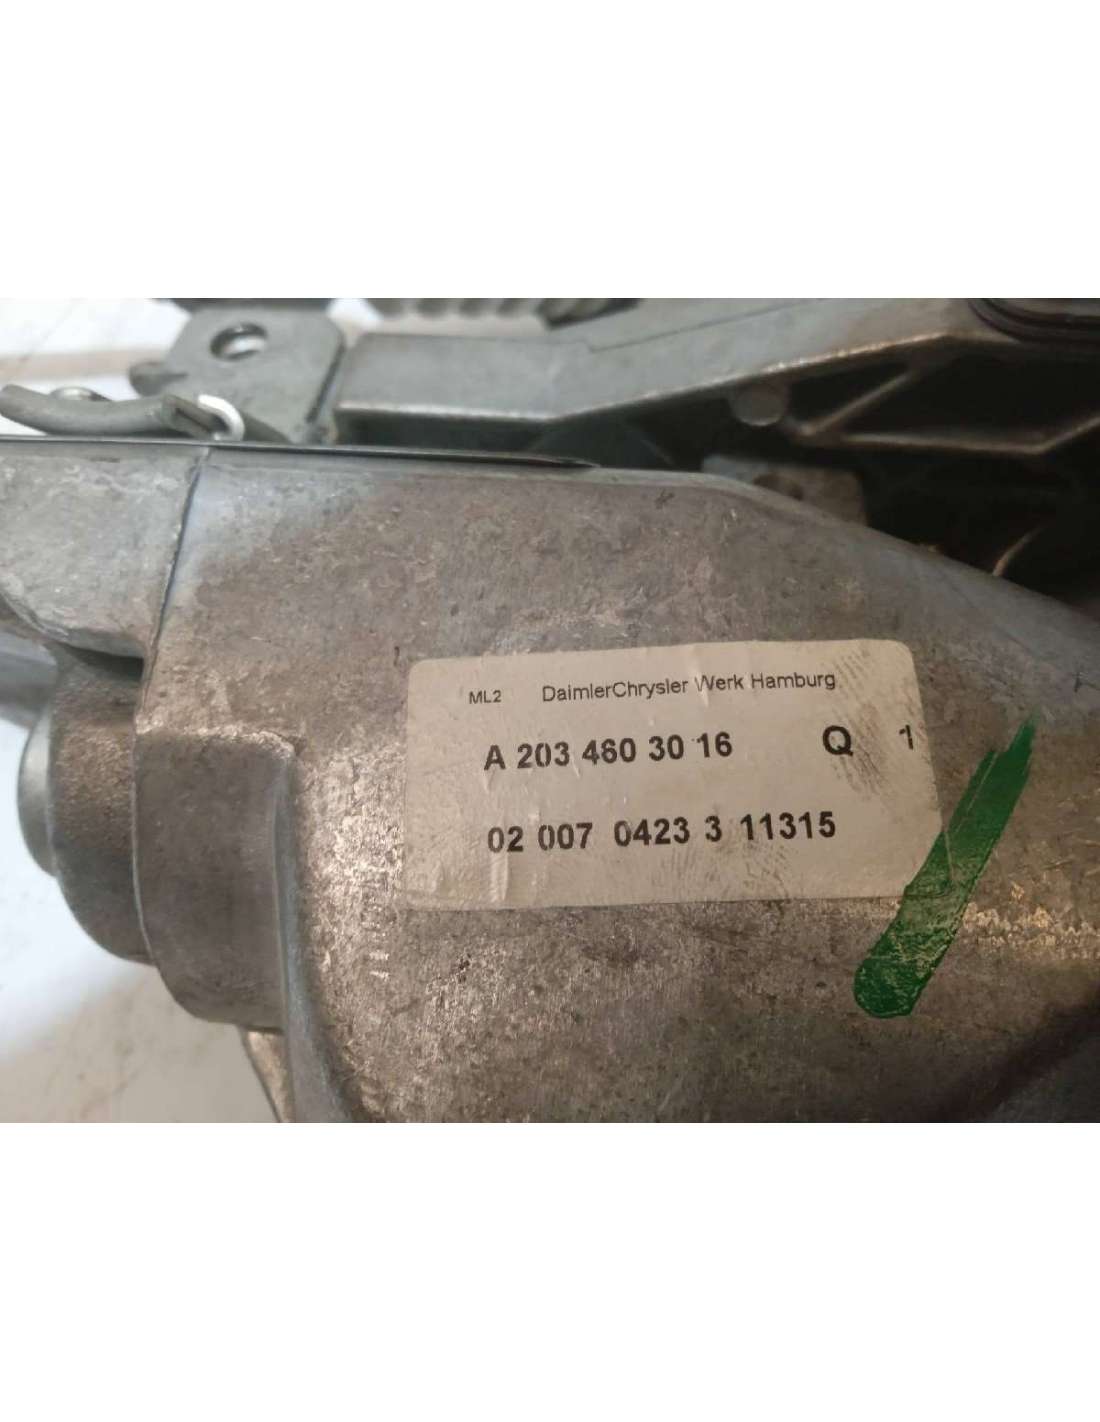 ML2 DaimlerChrysler Werk Hamburg
A 203 460 30 16 Q 1
02 007 0423 3 11315